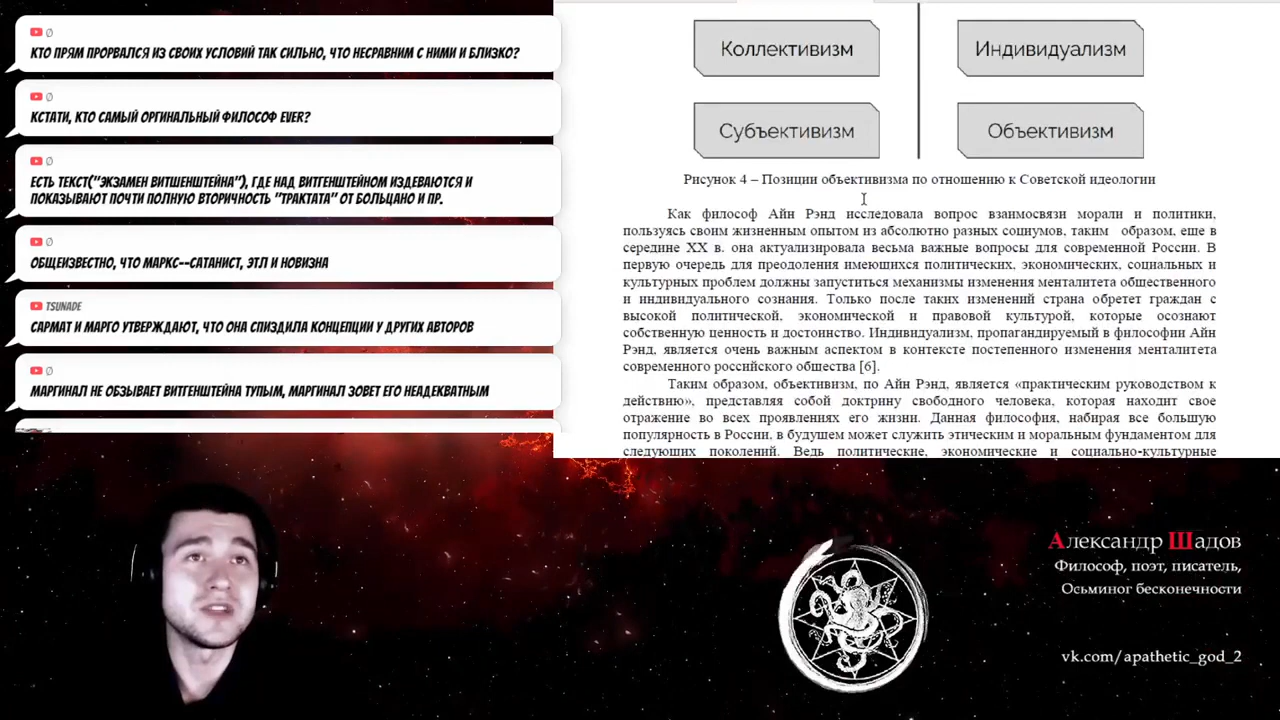 Ø
КТО ПРЯМ ПРОРВАЛСЯ ИЗ СВОИХ УСЛОВИЙ ТАК СИЛЬНО, ЧТО НЕСРАВНИМ С НИМИ И БЛИЗКО?
Ø
КСТАТИ, КТО САМЫЙ ОРГИНАЛЬНЫЙ ФИЛОСОФ EVER?
Ø
ЕСТЬ ТЕКСТ("ЭКЗАМЕН ВИТШЕНШТЕЙНА"), ГДЕ НАД ВИТГЕНШТЕЙНОМ ИЗДЕВАЮТСЯ И
ПОКАЗЫВАЮТ ПОЧТИ ПОЛНУЮ ВТОРИЧНОСТЬ "ТРАКТАТА" ОТ БОЛЬЦАНО И ПР.
Ø
ОБЩЕИЗВЕСТНО, ЧТО МАРКС--САТАНИСТ, ЭТЛ И НОВИЗНА
TSUNADE
САРМАТ И МАРГО УТВЕРЖДАЮТ, ЧТО ОНА СПИЗДИЛА КОНЦЕПЦИИ У ДРУГИХ АВТОРОВ
Ø
МАРГИНАЛ НЕ ОБЗЫВАЕТ ВИТГЕНШТЕЙНА ТУПЫМ, МАРГИНАЛ ЗОВЕТ ЕГО НЕАДЕКВАТНЫМ
Коллективизм
Индивидуализм
Субъективизм
Объективизм
Рисунок 4 – Позиции объективизма по отношению к Советской идеологии
Как философ Айн Рэнд исследовала вопрос взаимосвязи морали и политики,
пользуясь своим жизненным опытом из абсолютно разных социумов, таким образом, еще в
середине XX в. она актуализировала весьма важные вопросы для современной России. В
первую очередь для преодоления имеющихся политических, экономических, социальных и
культурных проблем должны запуститься механизмы изменения менталитета общественного
и индивидуального сознания. Только после таких изменений страна обретет граждан с
высокой политической, экономической и правовой культурой, которые осознают
собственную ценность и достоинство. Индивидуализм, пропагандируемый в философии Айн
Рэнд, является очень важным аспектом в контексте постепенного изменения менталитета
современного российского общества [6].
Таким образом, объективизм, по Айн Рэнд, является «практическим руководством к
действию», представляя собой доктрину свободного человека, которая находит свое
отражение во всех проявлениях его жизни. Данная философия, набирая все большую
популярность в России, в будущем может служить этическим и моральным фундаментом для
следующих поколений. Ведь политические, экономические и социально-культурные
Александр Шадов
Философ, поэт, писатель,
Осьминог бесконечности
vk.com/apathetic_god_2